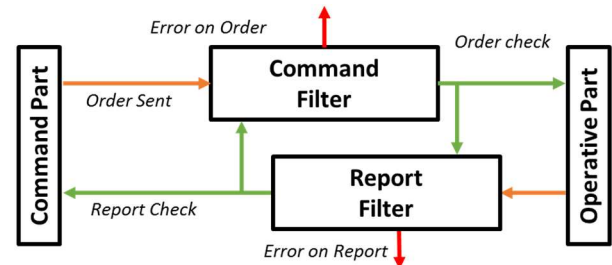 Error on Order
Order check
Command Part
Command
Filter
Order Sent
Operative Part
Report
Filter
Report Check
Error on Report